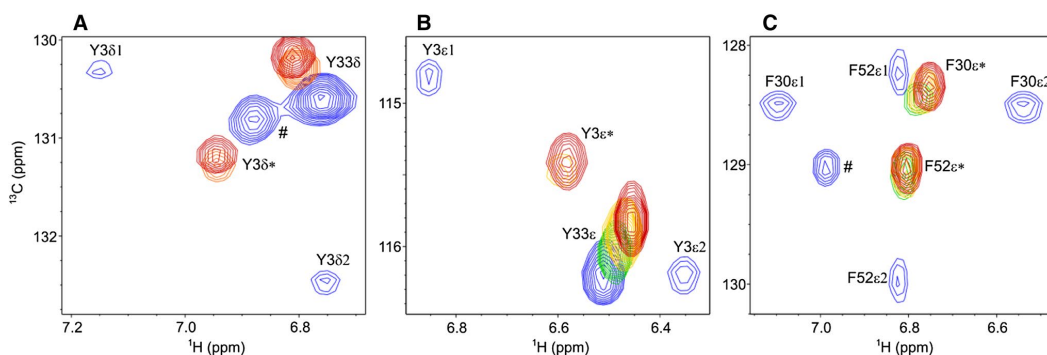 A
B
C
130
131
132
¹³C (ppm)
Y3δ1
Y33δ
#
Y3δ*
Y3δ2
7.2
7.0
6.8
¹H (ppm)
115
116
Y3ε1
Y3ε*
Y33ε
Y3ε2
6.8
6.6
6.4
¹H (ppm)
128
129
130
F52ε1
F30ε*
F30ε1
F30ε2
#
F52ε*
F52ε2
7.0
6.8
6.6
¹H (ppm)